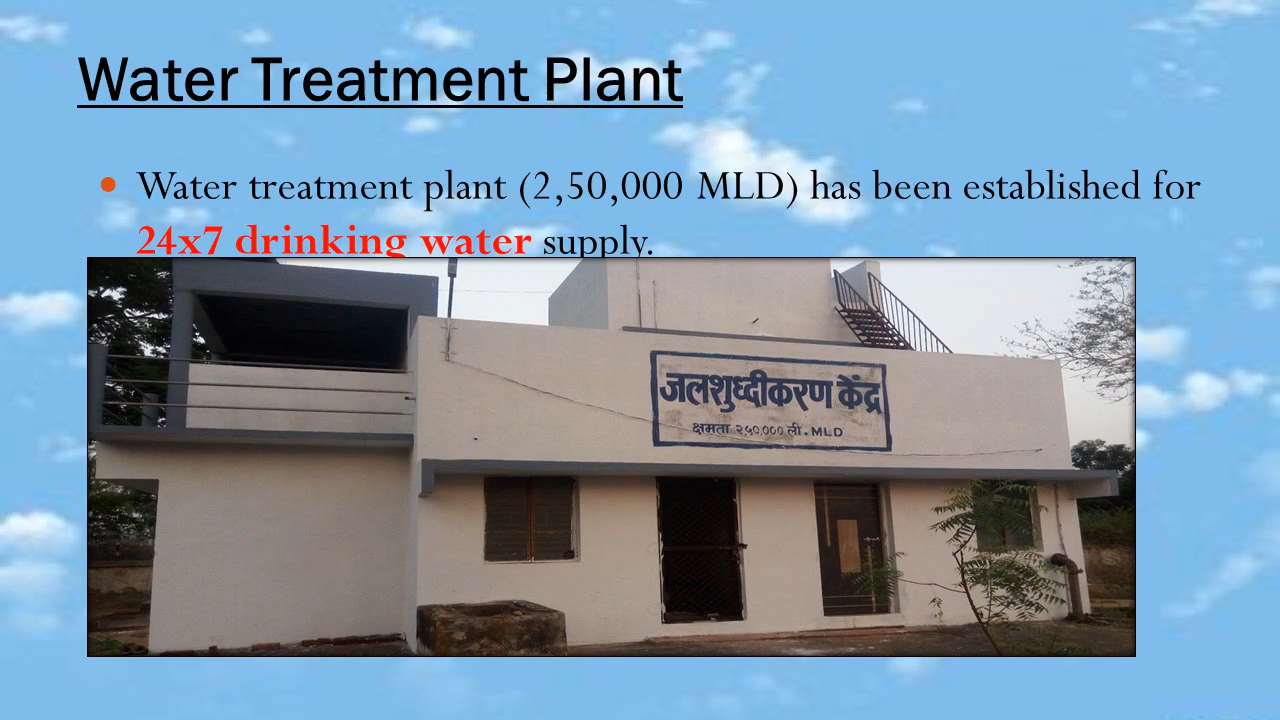 Water Treatment Plant
Water treatment plant (2,50,000 MLD) has been established for
24x7 drinking water supply.
जलशुध्दीकरण केंद्र
क्षमता २५०,००० ली. MLD